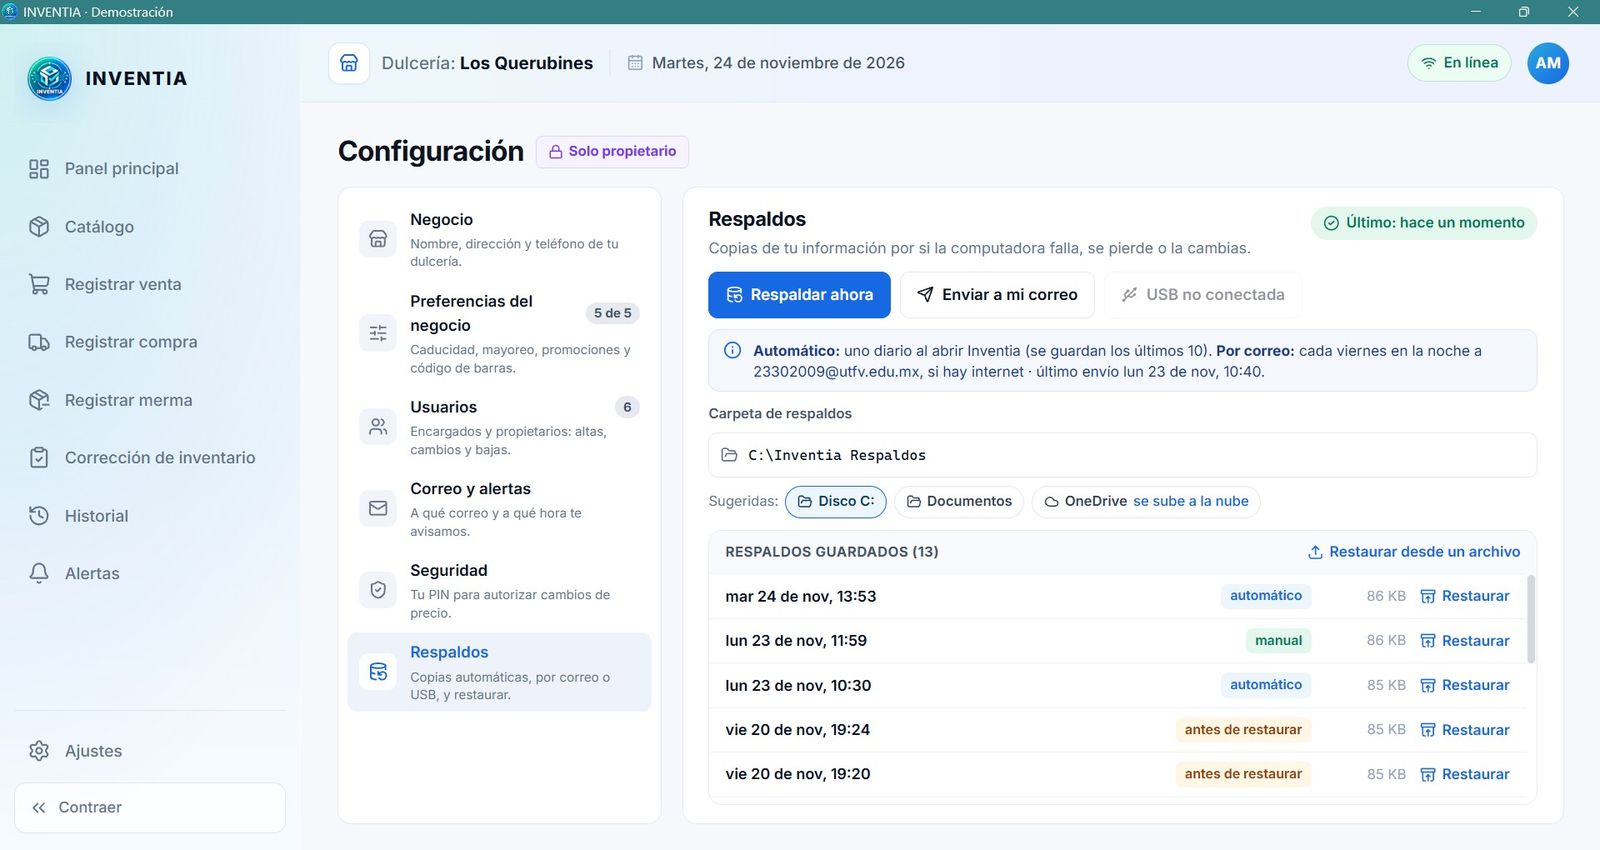 INVENTIA · Demostración
INVENTIA
INVENTIA
Dulcería: Los Querubines
Martes, 24 de noviembre de 2026
En línea
AM
Panel principal
Catálogo
Registrar venta
Registrar compra
Registrar merma
Corrección de inventario
Historial
Alertas
Ajustes
Contraer
Configuración
Solo propietario
Negocio
Nombre, dirección y teléfono de tu
dulcería.
Preferencias del
negocio
5 de 5
Caducidad, mayoreo, promociones y
código de barras.
Usuarios
6
Encargados y propietarios: altas,
cambios y bajas.
Correo y alertas
A qué correo y a qué hora te
avisamos.
Seguridad
Tu PIN para autorizar cambios de
precio.
Respaldos
Copias automáticas, por correo o
USB, y restaurar.
Respaldos
Último: hace un momento
Copias de tu información por si la computadora falla, se pierde o la cambias.
Respaldar ahora
Enviar a mi correo
USB no conectada
Automático: uno diario al abrir Inventia (se guardan los últimos 10). Por correo: cada viernes en la noche a
23302009@utfv.edu.mx, si hay internet · último envío lun 23 de nov, 10:40.
Carpeta de respaldos
C:\Inventia Respaldos
Sugeridas: Disco C: Documentos OneDrive se sube a la nube
RESPALDOS GUARDADOS (13)
Restaurar desde un archivo
mar 24 de nov, 13:53 automático 86 KB Restaurar
lun 23 de nov, 11:59 manual 86 KB Restaurar
lun 23 de nov, 10:30 automático 85 KB Restaurar
vie 20 de nov, 19:24 antes de restaurar 85 KB Restaurar
vie 20 de nov, 19:20 antes de restaurar 85 KB Restaurar